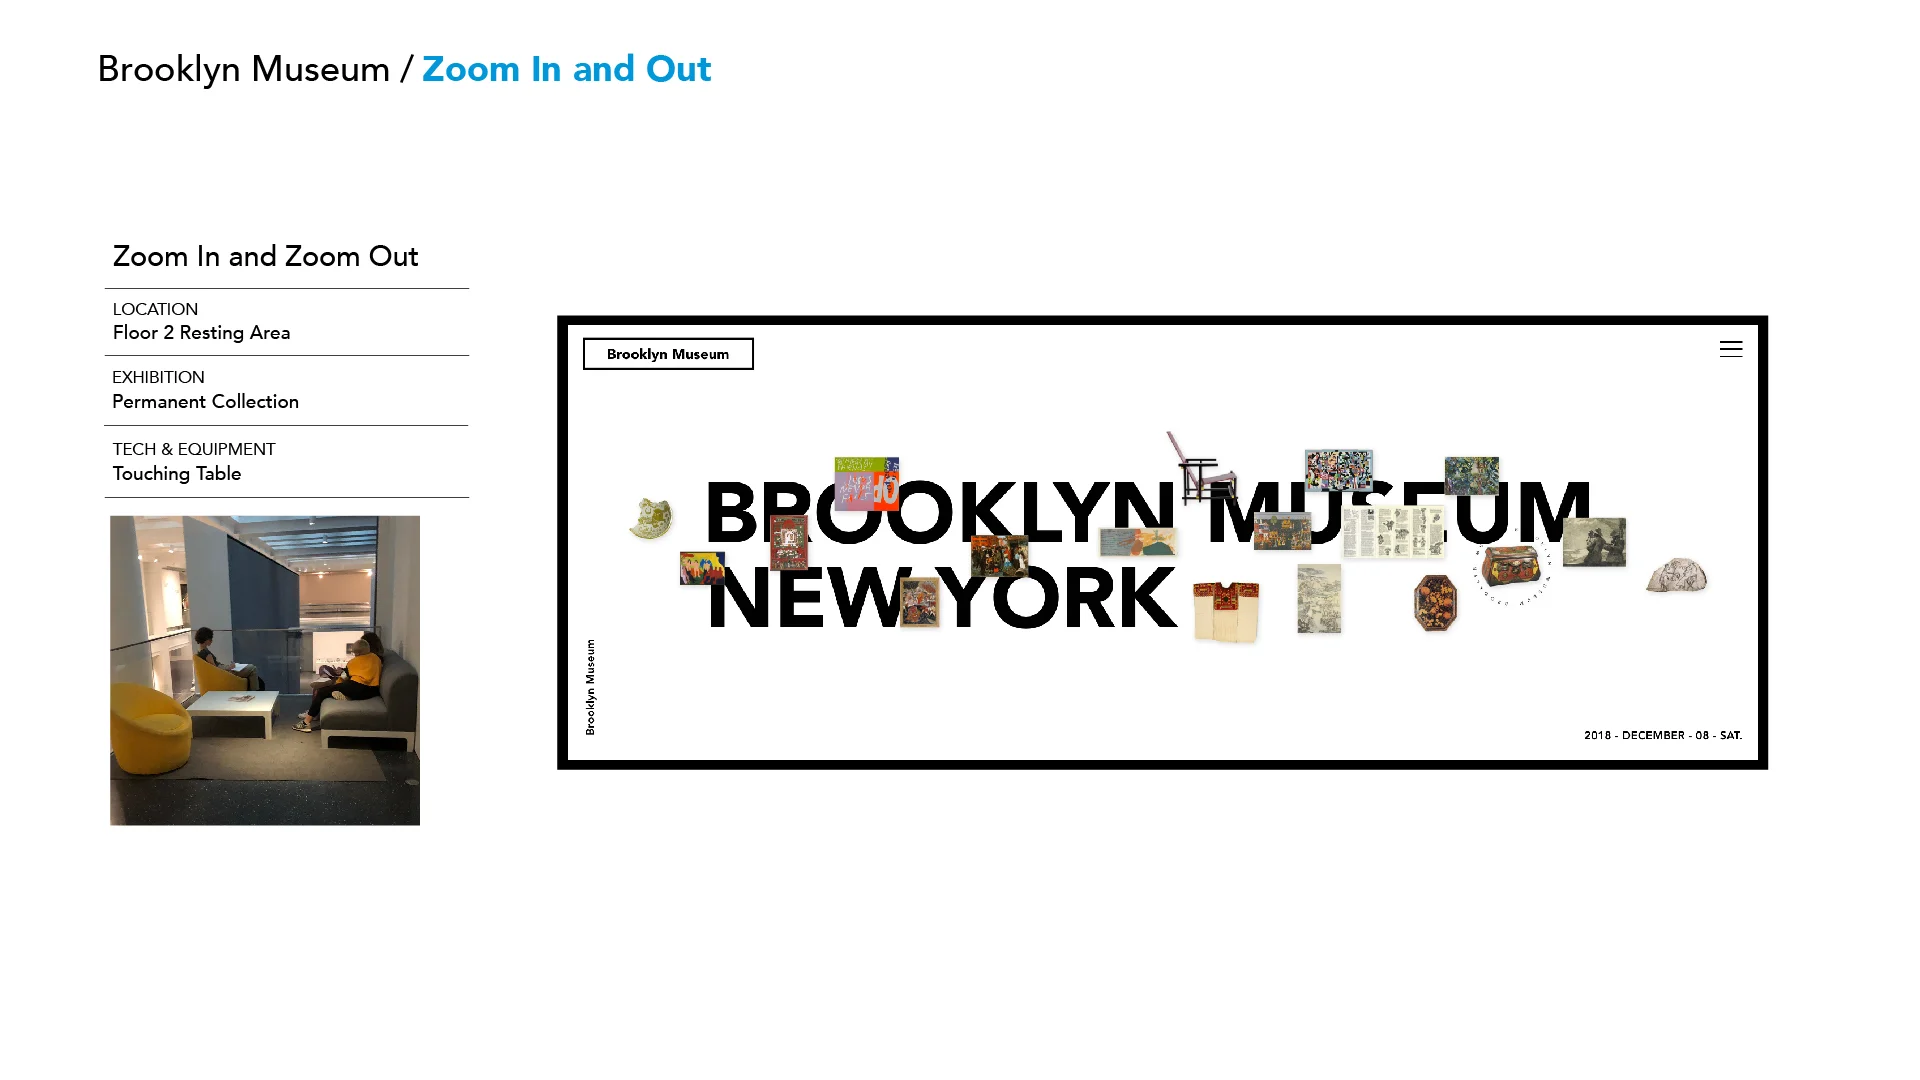 Brooklyn Museum / Zoom In and Out
Zoom In and Zoom Out
LOCATION
Floor 2 Resting Area
EXHIBITION
Permanent Collection
TECH & EQUIPMENT
Touching Table
Brooklyn Museum
BROOKLYN MUSEUM
NEW YORK
Brooklyn Museum
2018 - DECEMBER - 08 - SAT.